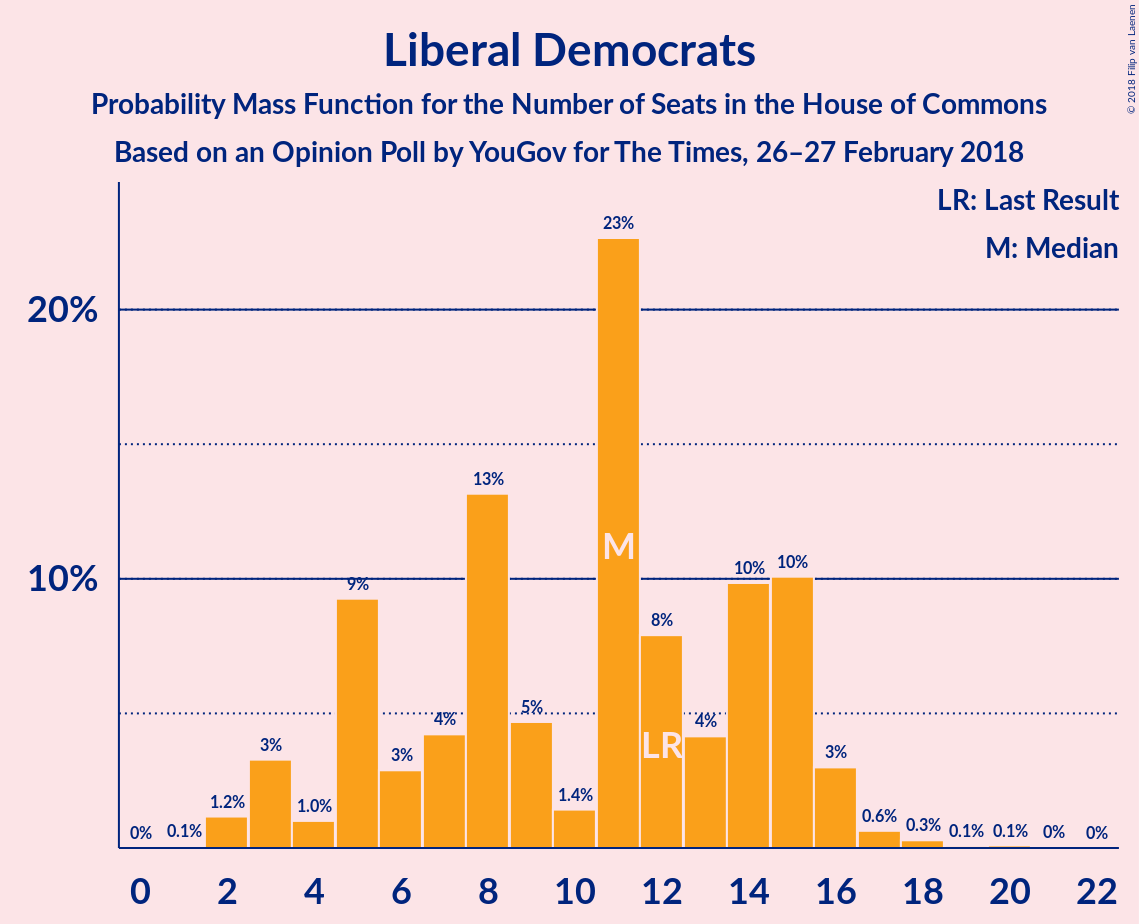 © 2018 Filip van Laenen
Liberal Democrats
Probability Mass Function for the Number of Seats in the House of Commons
Based on an Opinion Poll by YouGov for The Times, 26–27 February 2018
LR: Last Result
M: Median
20%
10%
0%
0.1%
1.2%
3%
1.0%
9%
3%
4%
13%
5%
1.4%
23%
M
8%
LR
4%
10%
10%
3%
0.6%
0.3%
0.1%
0.1%
0%
0%
0 2 4 6 8 10 12 14 16 18 20 22